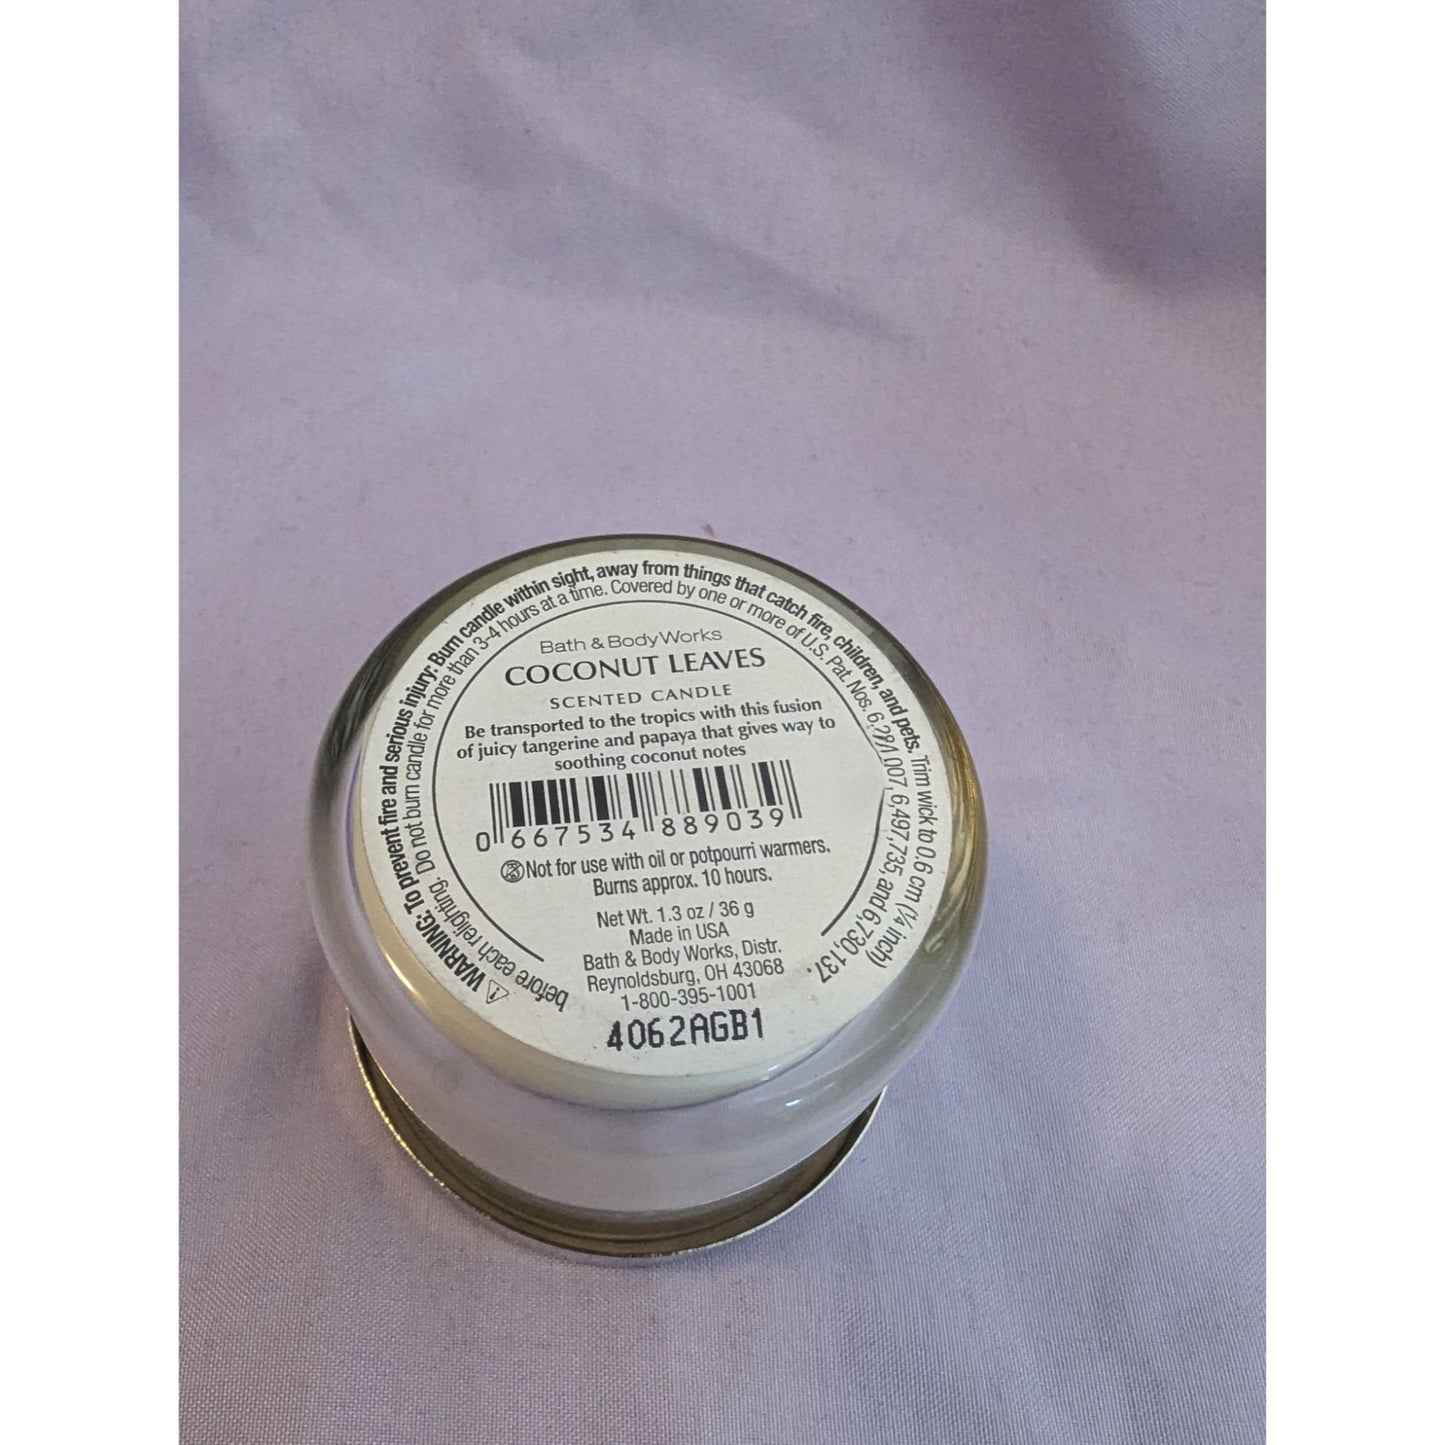 ⚠ WARNING: To prevent fire and serious injury: Burn candle within sight, away from things that catch fire, children, and pets. Trim wick to 0.6 cm (¼ inch)
before each relighting. Do not burn candle for more than 3-4 hours at a time. Covered by one or more of U.S. Pat. Nos. 007, 6,497,735, and 6,730,137.
Bath & Body Works
COCONUT LEAVES
SCENTED CANDLE
Be transported to the tropics with this fusion
of juicy tangerine and papaya that gives way to
soothing coconut notes
0 667534 889039
Not for use with oil or potpourri warmers.
Burns approx. 10 hours.
Net Wt. 1.3 oz / 36 g
Made in USA
Bath & Body Works, Distr.
Reynoldsburg, OH 43068
1-800-395-1001
4062AGB1